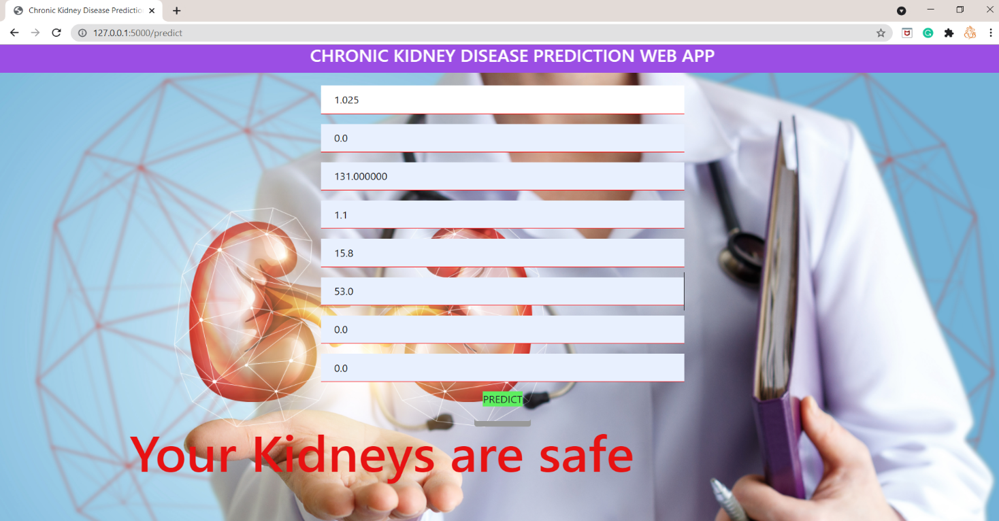 Chronic Kidney Disease Predictio
127.0.0.1:5000/predict
CHRONIC KIDNEY DISEASE PREDICTION WEB APP
1.025
0.0
131.000000
1.1
15.8
53.0
0.0
0.0
PREDICT
Your Kidneys are safe